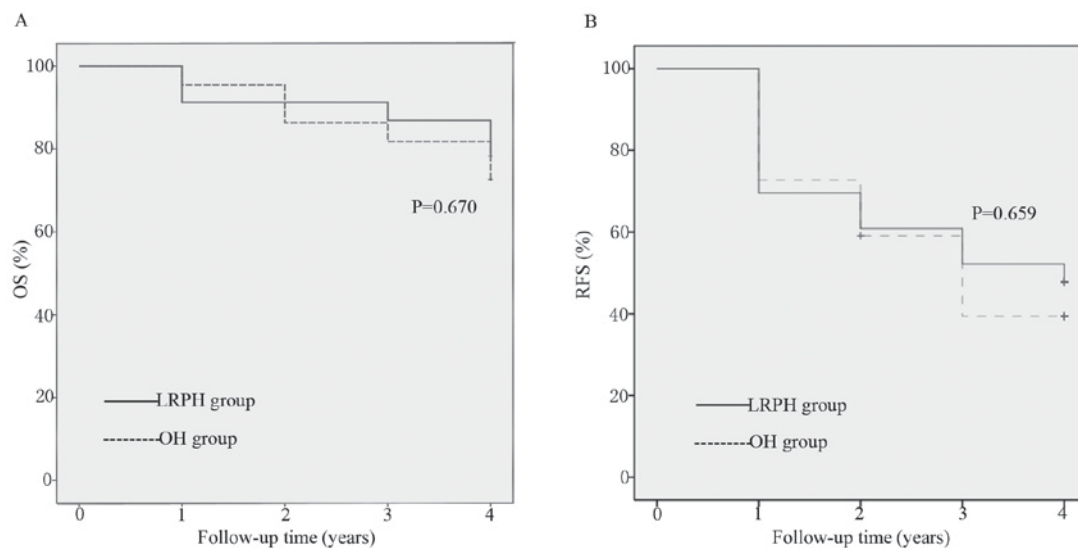 A
100
80
60
40
20
0
OS (%)
P=0.670
LRPH group
OH group
0 1 2 3 4
Follow-up time (years)
B
100
80
60
40
20
0
RFS (%)
P=0.659
LRPH group
OH group
0 1 2 3 4
Follow-up time (years)